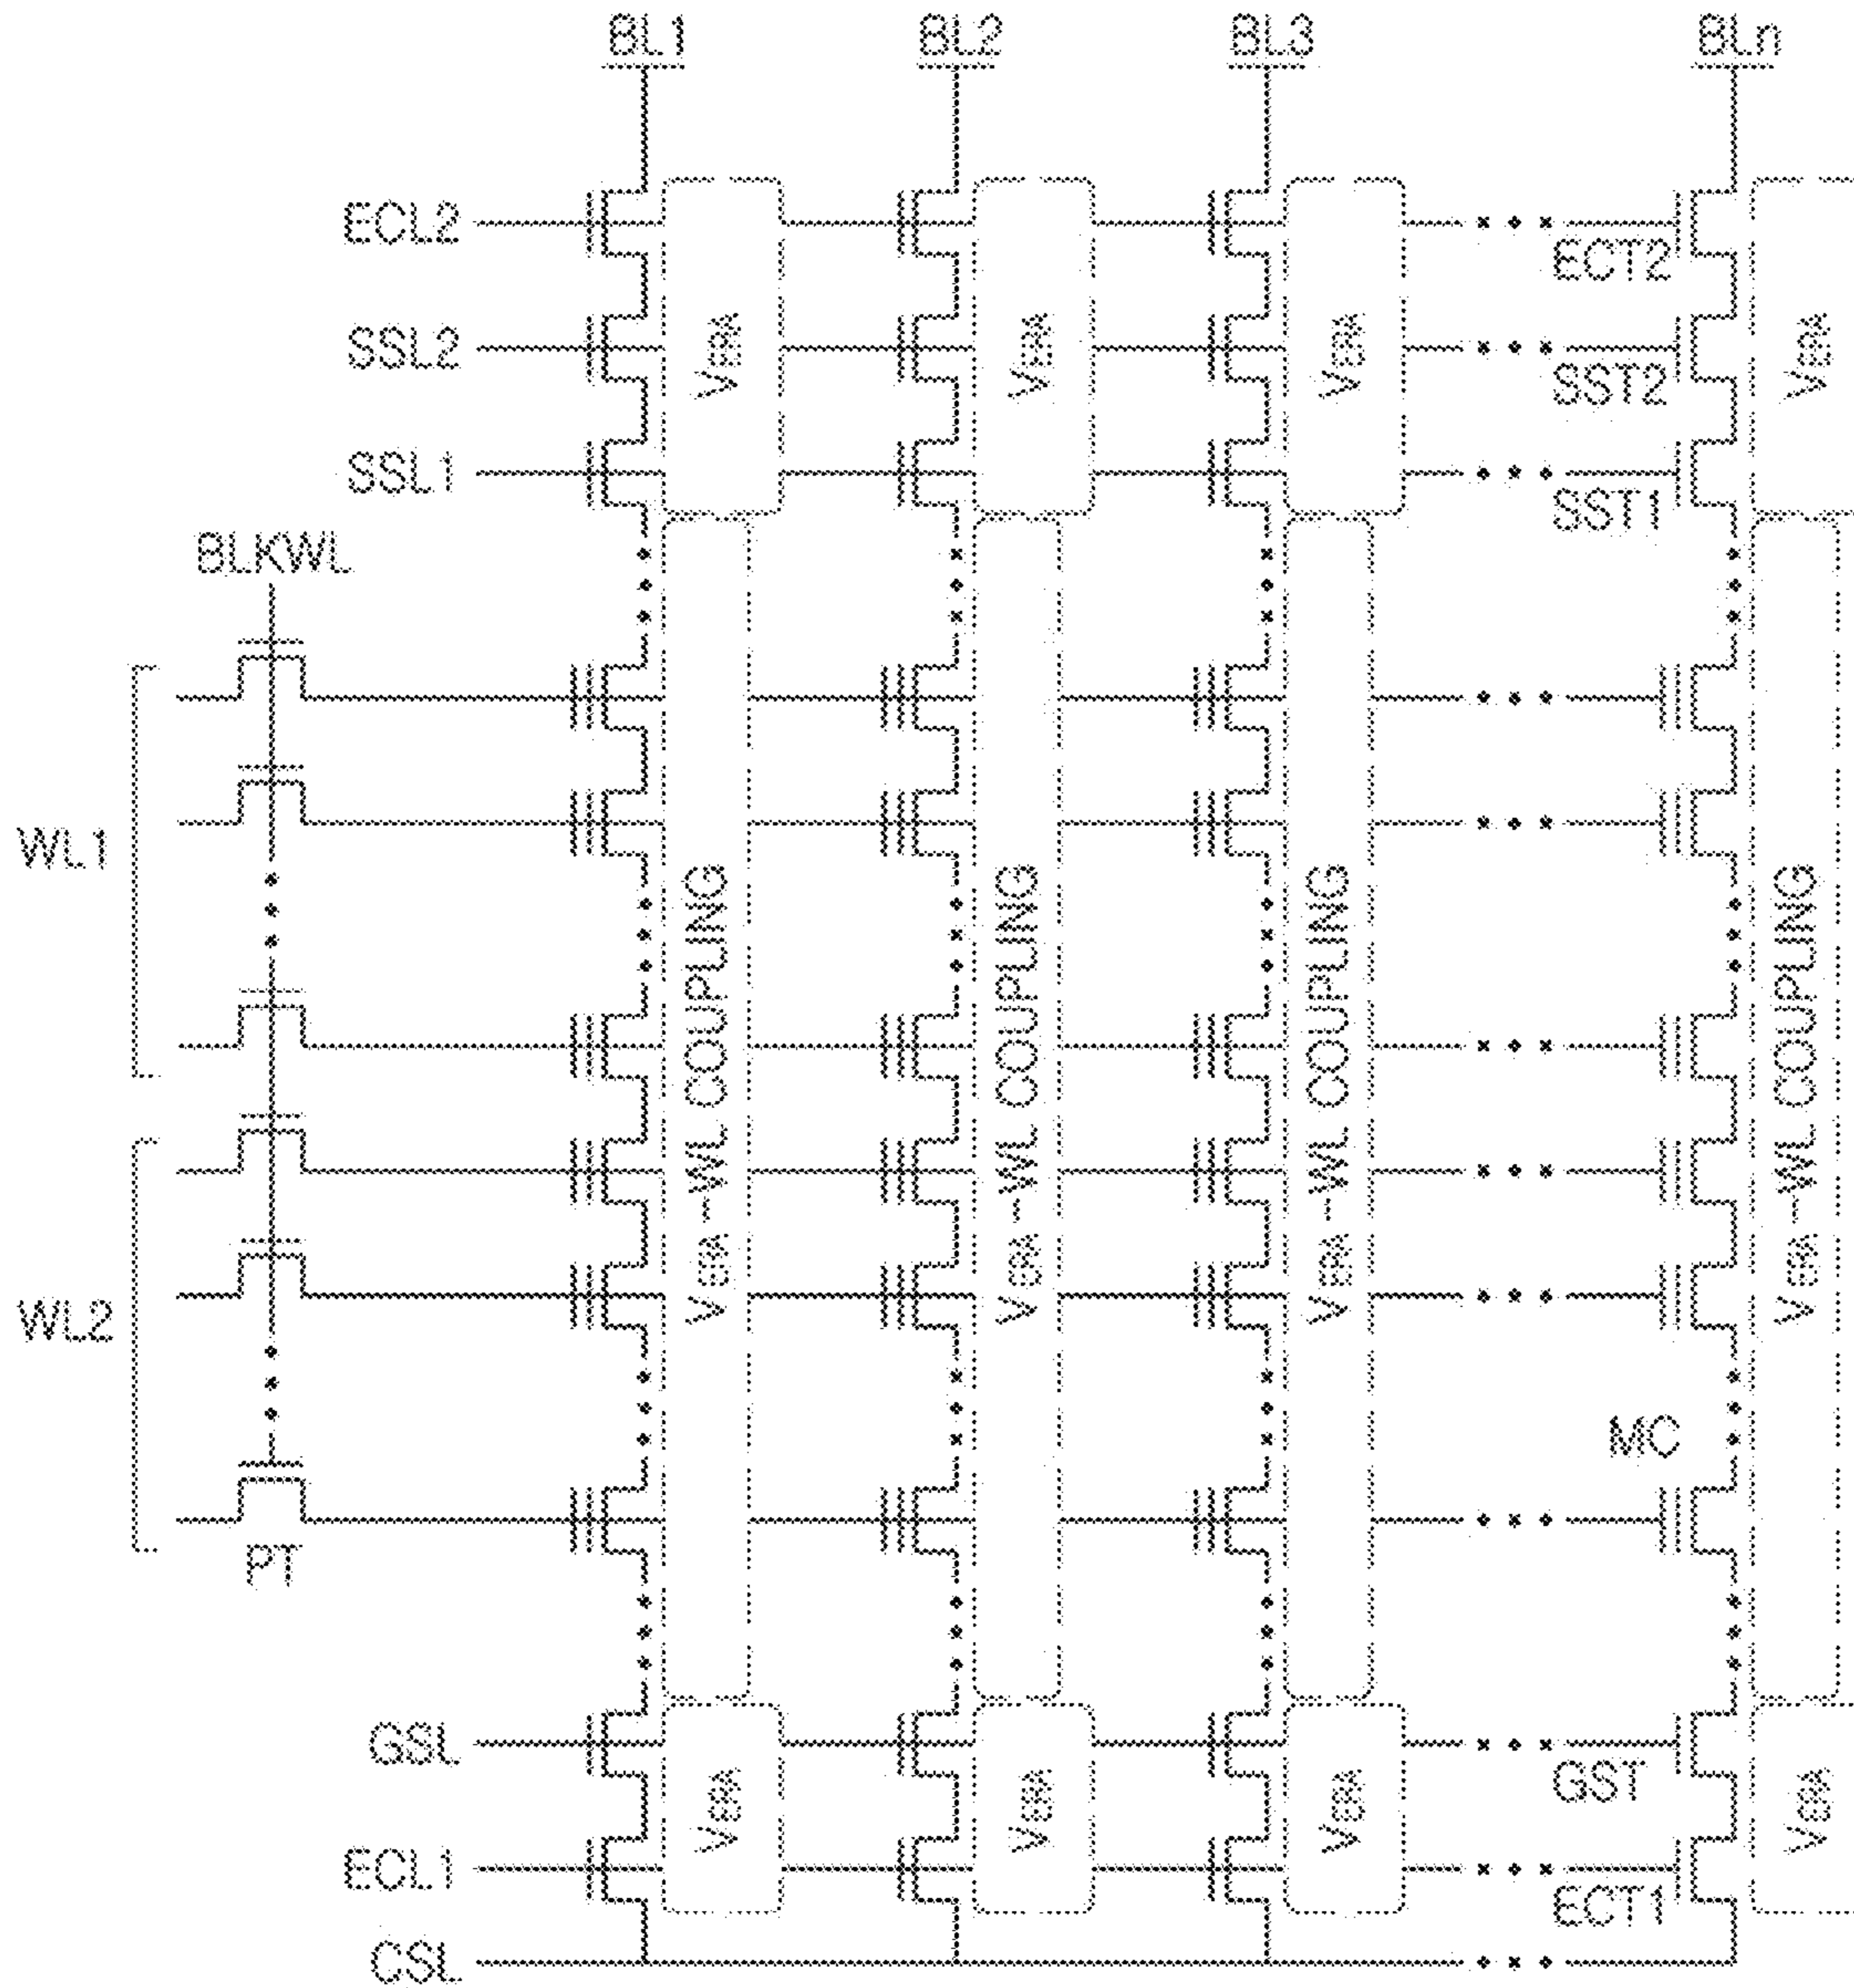 BL1 BL2 BL3 BLn
ECL2
ECT2
SSL2
VERA VERA VERA VERA
SST2
SSL1
SST1
BLKWL
WL1
VERA-WL COUPLING VERA-WL COUPLING VERA-WL COUPLING VERA-WL COUPLING
WL2
MC
PT
GSL
GST
VERA VERA VERA VERA
ECL1
ECT1
CSL